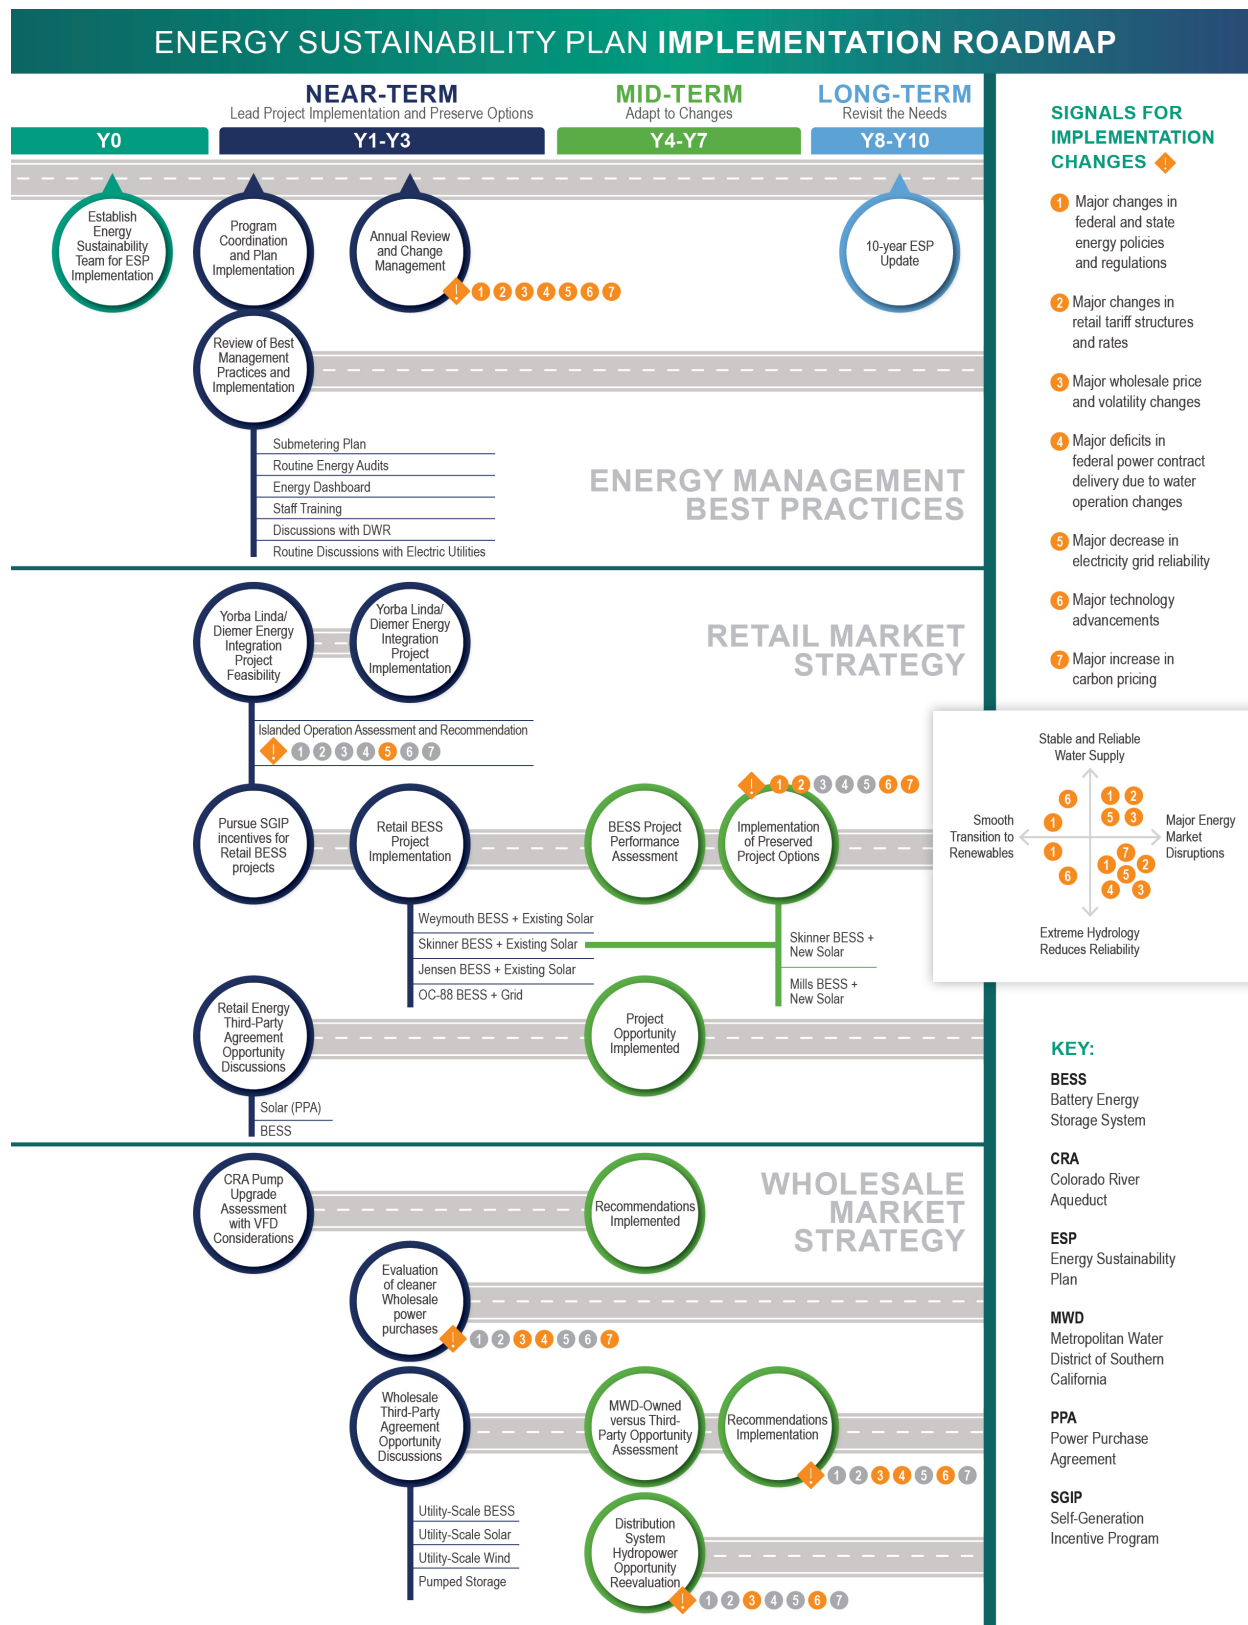 ENERGY SUSTAINABILITY PLAN IMPLEMENTATION ROADMAP
NEAR-TERM
Lead Project Implementation and Preserve Options
MID-TERM
Adapt to Changes
LONG-TERM
Revisit the Needs
Y0
Y1-Y3
Y4-Y7
Y8-Y10
Establish
Energy
Sustainability
Team for ESP
Implementation
Program
Coordination
and Plan
Implementation
Annual Review
and Change
Management
! 1 2 3 4 5 6 7
10-year ESP
Update
Review of Best
Management
Practices and
Implementation
Submetering Plan
Routine Energy Audits
Energy Dashboard
Staff Training
Discussions with DWR
Routine Discussions with Electric Utilities
ENERGY MANAGEMENT
BEST PRACTICES
Yorba Linda/
Diemer Energy
Integration
Project
Feasibility
Yorba Linda/
Diemer Energy
Integration
Project
Implementation
RETAIL MARKET
STRATEGY
Islanded Operation Assessment and Recommendation
! 1 2 3 4 5 6 7
Pursue SGIP
incentives for
Retail BESS
projects
Retail BESS
Project
Implementation
BESS Project
Performance
Assessment
! 1 2 3 4 5 6 7
Implementation
of Preserved
Project Options
Weymouth BESS + Existing Solar
Skinner BESS + Existing Solar
Jensen BESS + Existing Solar
OC-88 BESS + Grid
Skinner BESS +
New Solar
Mills BESS +
New Solar
Retail Energy
Third-Party
Agreement
Opportunity
Discussions
Project
Opportunity
Implemented
Solar (PPA)
BESS
CRA Pump
Upgrade
Assessment
with VFD
Considerations
Recommendations
Implemented
WHOLESALE
MARKET
STRATEGY
Evaluation
of cleaner
Wholesale
power
purchases
! 1 2 3 4 5 6 7
Wholesale
Third-Party
Agreement
Opportunity
Discussions
MWD-Owned
versus Third-
Party Opportunity
Assessment
Recommendations
Implementation
! 1 2 3 4 5 6 7
Utility-Scale BESS
Utility-Scale Solar
Utility-Scale Wind
Pumped Storage
Distribution
System
Hydropower
Opportunity
Reevaluation
! 1 2 3 4 5 6 7
SIGNALS FOR
IMPLEMENTATION
CHANGES !
1 Major changes in
federal and state
energy policies
and regulations
2 Major changes in
retail tariff structures
and rates
3 Major wholesale price
and volatility changes
4 Major deficits in
federal power contract
delivery due to water
operation changes
5 Major decrease in
electricity grid reliability
6 Major technology
advancements
7 Major increase in
carbon pricing
Stable and Reliable
Water Supply
6 1 2
1 5 3
Smooth
Transition to
Renewables
Major Energy
Market
Disruptions
1 7
1 2
6 5
4 3
Extreme Hydrology
Reduces Reliability
KEY:
BESS
Battery Energy
Storage System
CRA
Colorado River
Aqueduct
ESP
Energy Sustainability
Plan
MWD
Metropolitan Water
District of Southern
California
PPA
Power Purchase
Agreement
SGIP
Self-Generation
Incentive Program